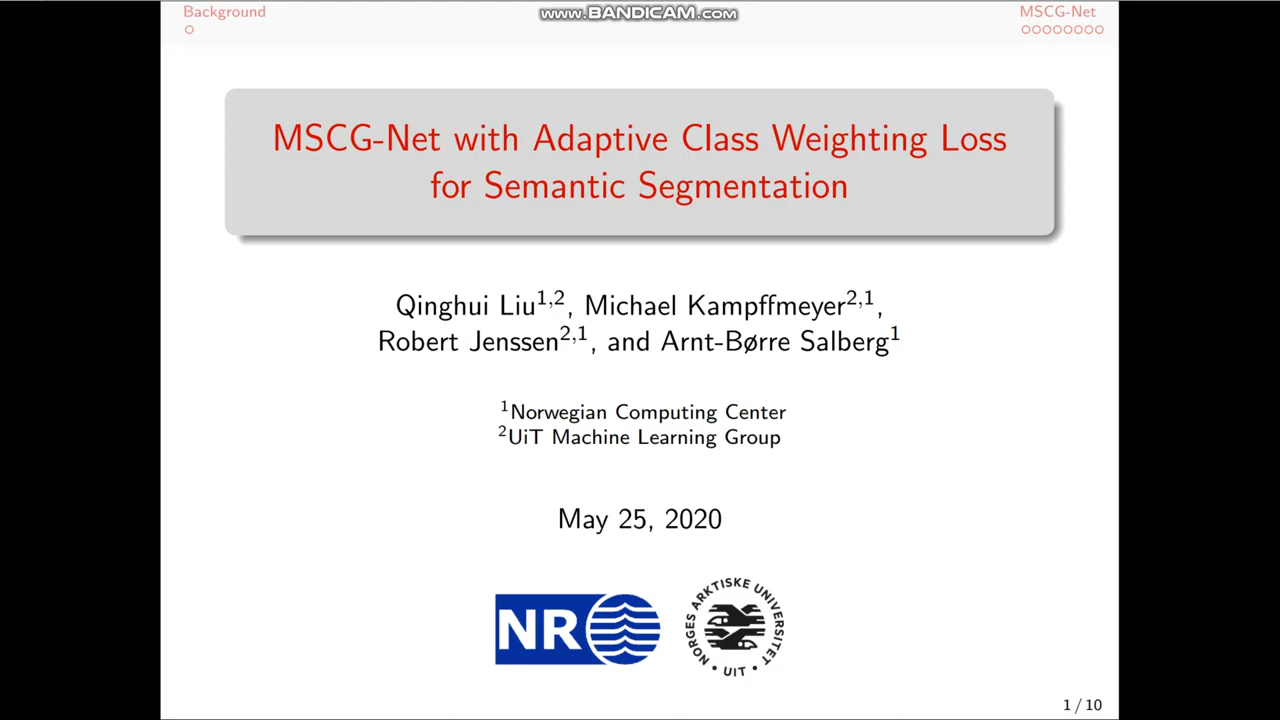 Background
www.BANDICAM.com
MSCG-Net
MSCG-Net with Adaptive Class Weighting Loss
for Semantic Segmentation
Qinghui Liu1,2, Michael Kampffmeyer2,1,
Robert Jenssen2,1, and Arnt-Børre Salberg1
1Norwegian Computing Center
2UiT Machine Learning Group
May 25, 2020
NR
NORGES ARKTISKE UNIVERSITET
• UIT •
1 / 10